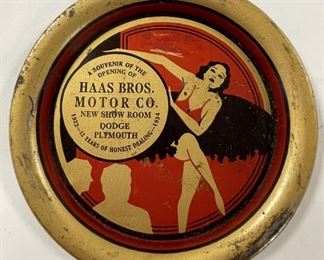 A SOUVENIR OF THE
OPENING OF
HAAS BROS.
MOTOR CO.
NEW SHOW ROOM
DODGE
PLYMOUTH
1922-12 YEARS OF HONEST DEALING-1934